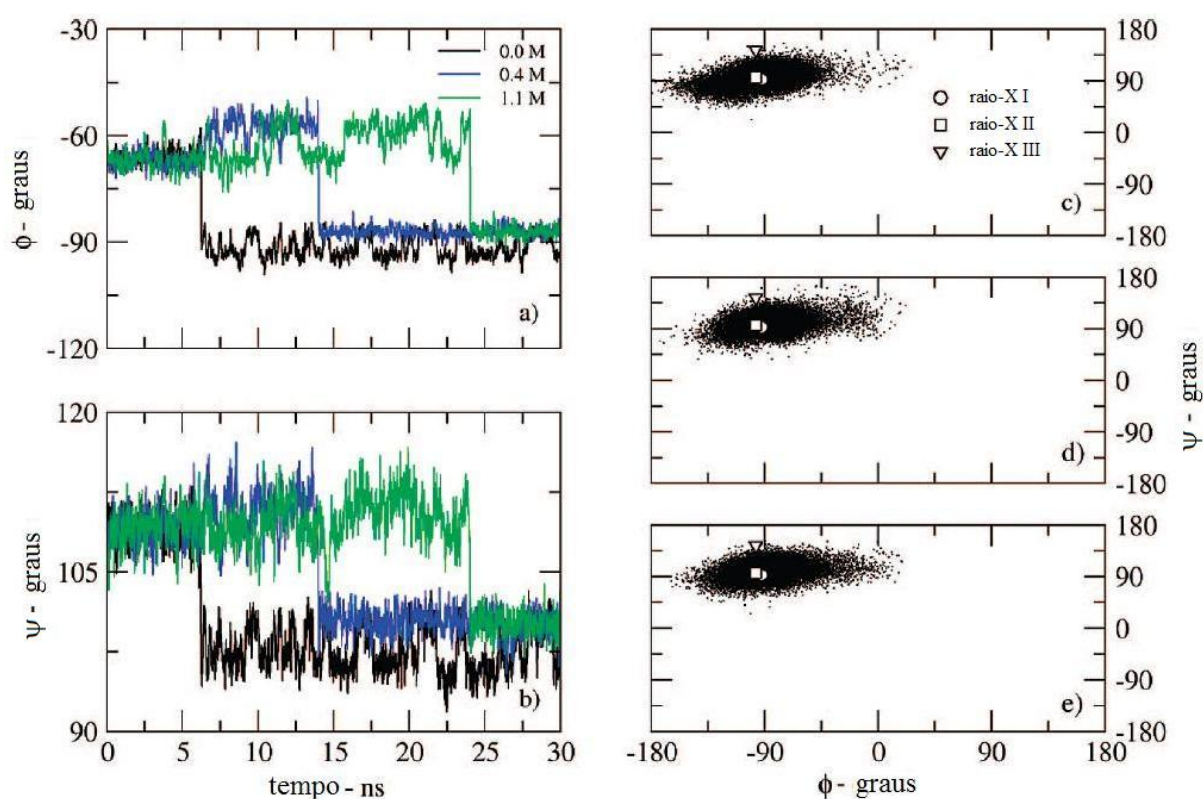 -30
-60
-90
-120
ϕ - graus
0.0 M
0.4 M
1.1 M
a)
120
105
90
ψ - graus
b)
0 5 10 15 20 25 30
tempo - ns
180
90
0
-90
-180
raio-X I
raio-X II
raio-X III
c)
180
90
0
-90
-180
d)
Ψ - graus
180
90
0
-90
-180
e)
-180 -90 0 90 180
ϕ - graus